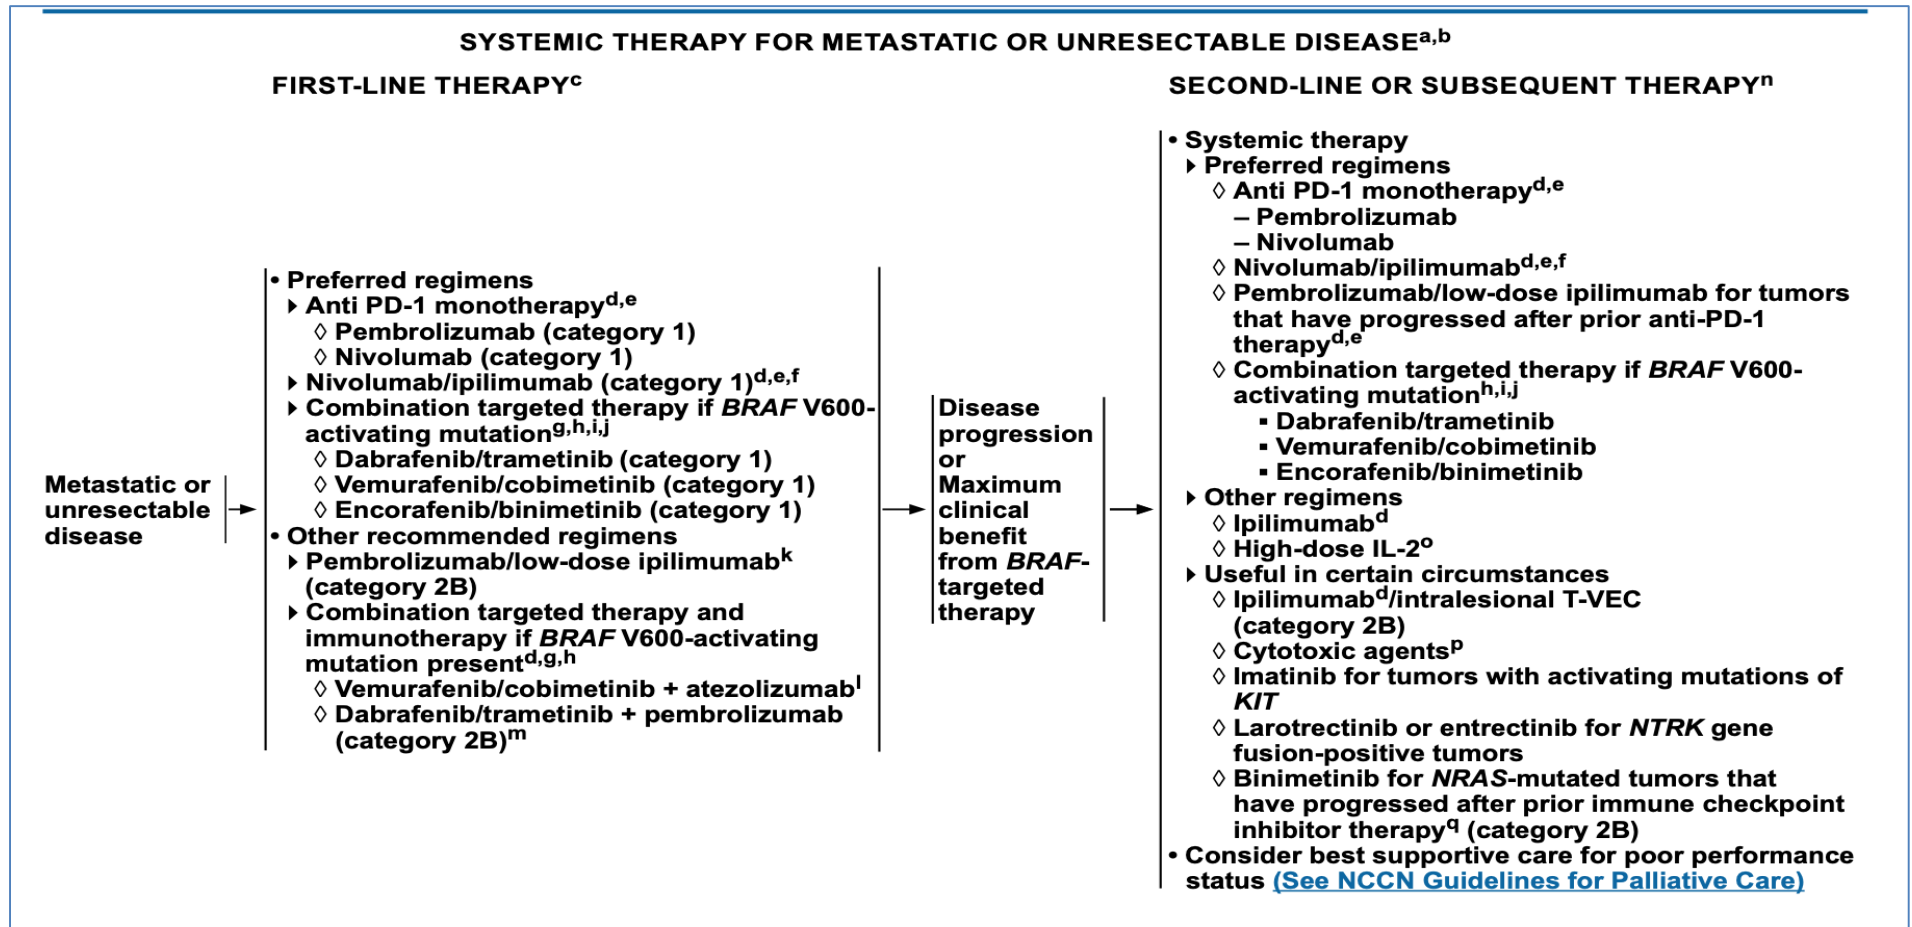 SYSTEMIC THERAPY FOR METASTATIC OR UNRESECTABLE DISEASEa,b
FIRST-LINE THERAPYc
Metastatic or
unresectable
disease
• Preferred regimens
▸ Anti PD-1 monotherapyd,e
◊ Pembrolizumab (category 1)
◊ Nivolumab (category 1)
▸ Nivolumab/ipilimumab (category 1)d,e,f
▸ Combination targeted therapy if BRAF V600-
activating mutationg,h,i,j
◊ Dabrafenib/trametinib (category 1)
◊ Vemurafenib/cobimetinib (category 1)
◊ Encorafenib/binimetinib (category 1)
• Other recommended regimens
▸ Pembrolizumab/low-dose ipilimumabk
(category 2B)
▸ Combination targeted therapy and
immunotherapy if BRAF V600-activating
mutation presentd,g,h
◊ Vemurafenib/cobimetinib + atezolizumabl
◊ Dabrafenib/trametinib + pembrolizumab
(category 2B)m
Disease
progression
or
Maximum
clinical
benefit
from BRAF-
targeted
therapy
SECOND-LINE OR SUBSEQUENT THERAPYn
• Systemic therapy
▸ Preferred regimens
◊ Anti PD-1 monotherapyd,e
– Pembrolizumab
– Nivolumab
◊ Nivolumab/ipilimumabd,e,f
◊ Pembrolizumab/low-dose ipilimumab for tumors
that have progressed after prior anti-PD-1
therapyd,e
◊ Combination targeted therapy if BRAF V600-
activating mutationh,i,j
▪ Dabrafenib/trametinib
▪ Vemurafenib/cobimetinib
▪ Encorafenib/binimetinib
▸ Other regimens
◊ Ipilimumabd
◊ High-dose IL-2o
▸ Useful in certain circumstances
◊ Ipilimumabd/intralesional T-VEC
(category 2B)
◊ Cytotoxic agentsp
◊ Imatinib for tumors with activating mutations of
KIT
◊ Larotrectinib or entrectinib for NTRK gene
fusion-positive tumors
◊ Binimetinib for NRAS-mutated tumors that
have progressed after prior immune checkpoint
inhibitor therapyq (category 2B)
• Consider best supportive care for poor performance
status (See NCCN Guidelines for Palliative Care)